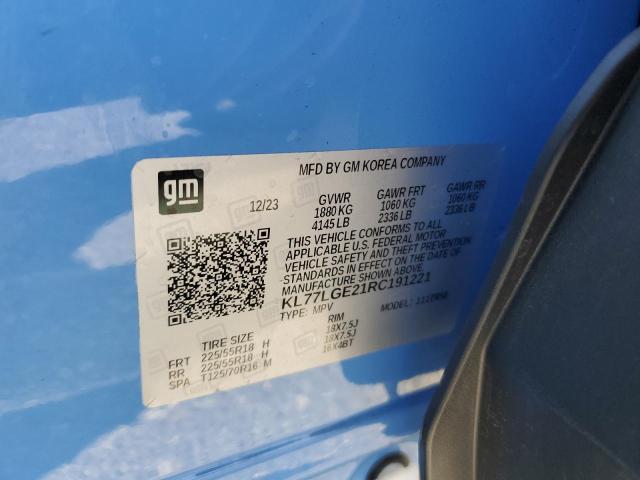 MFD BY GM KOREA COMPANY
gm
12/23
GVWR GAWR FRT GAWR RR
1880 KG 1060 KG 1060 KG
4145 LB 2336 LB 2336 LB
THIS VEHICLE CONFORMS TO ALL
APPLICABLE U.S. FEDERAL MOTOR
VEHICLE SAFETY AND THEFT PREVENTION
STANDARDS IN EFFECT ON THE DATE OF
MANUFACTURE SHOWN ABOVE.
KL77LGE21RC191221
TYPE: MPV MODEL:
TIRE SIZE RIM
FRT 225/55R18 H 18X7.5J
RR 225/55R18 H 18X7.5J
SPA T125/70R16 M 16X4BT